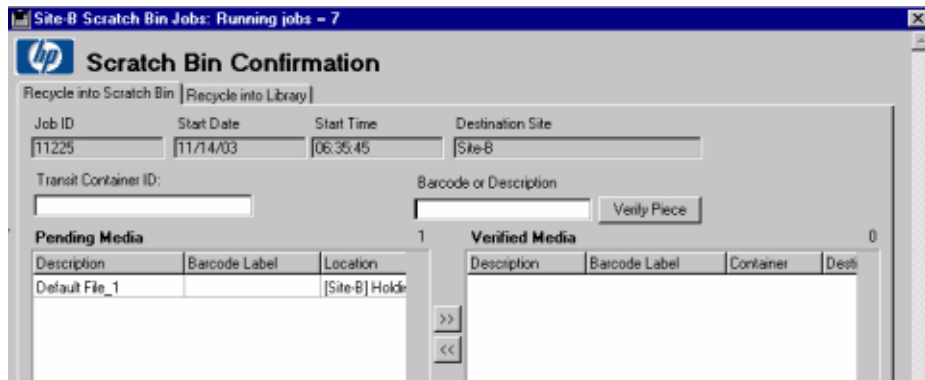 Site-B Scratch Bin Jobs: Running jobs = 7
hp
Scratch Bin Confirmation
Recycle into Scratch Bin Recycle into Library
Job ID Start Date Start Time Destination Site
11225 11/14/03 06:35:45 Site-B
Transit Container ID: Barcode or Description
Verify Piece
Pending Media 1 Verified Media 0
Description Barcode Label Location Description Barcode Label Container Desti
Default File_1 [Site-B] Holdin
>>
<<